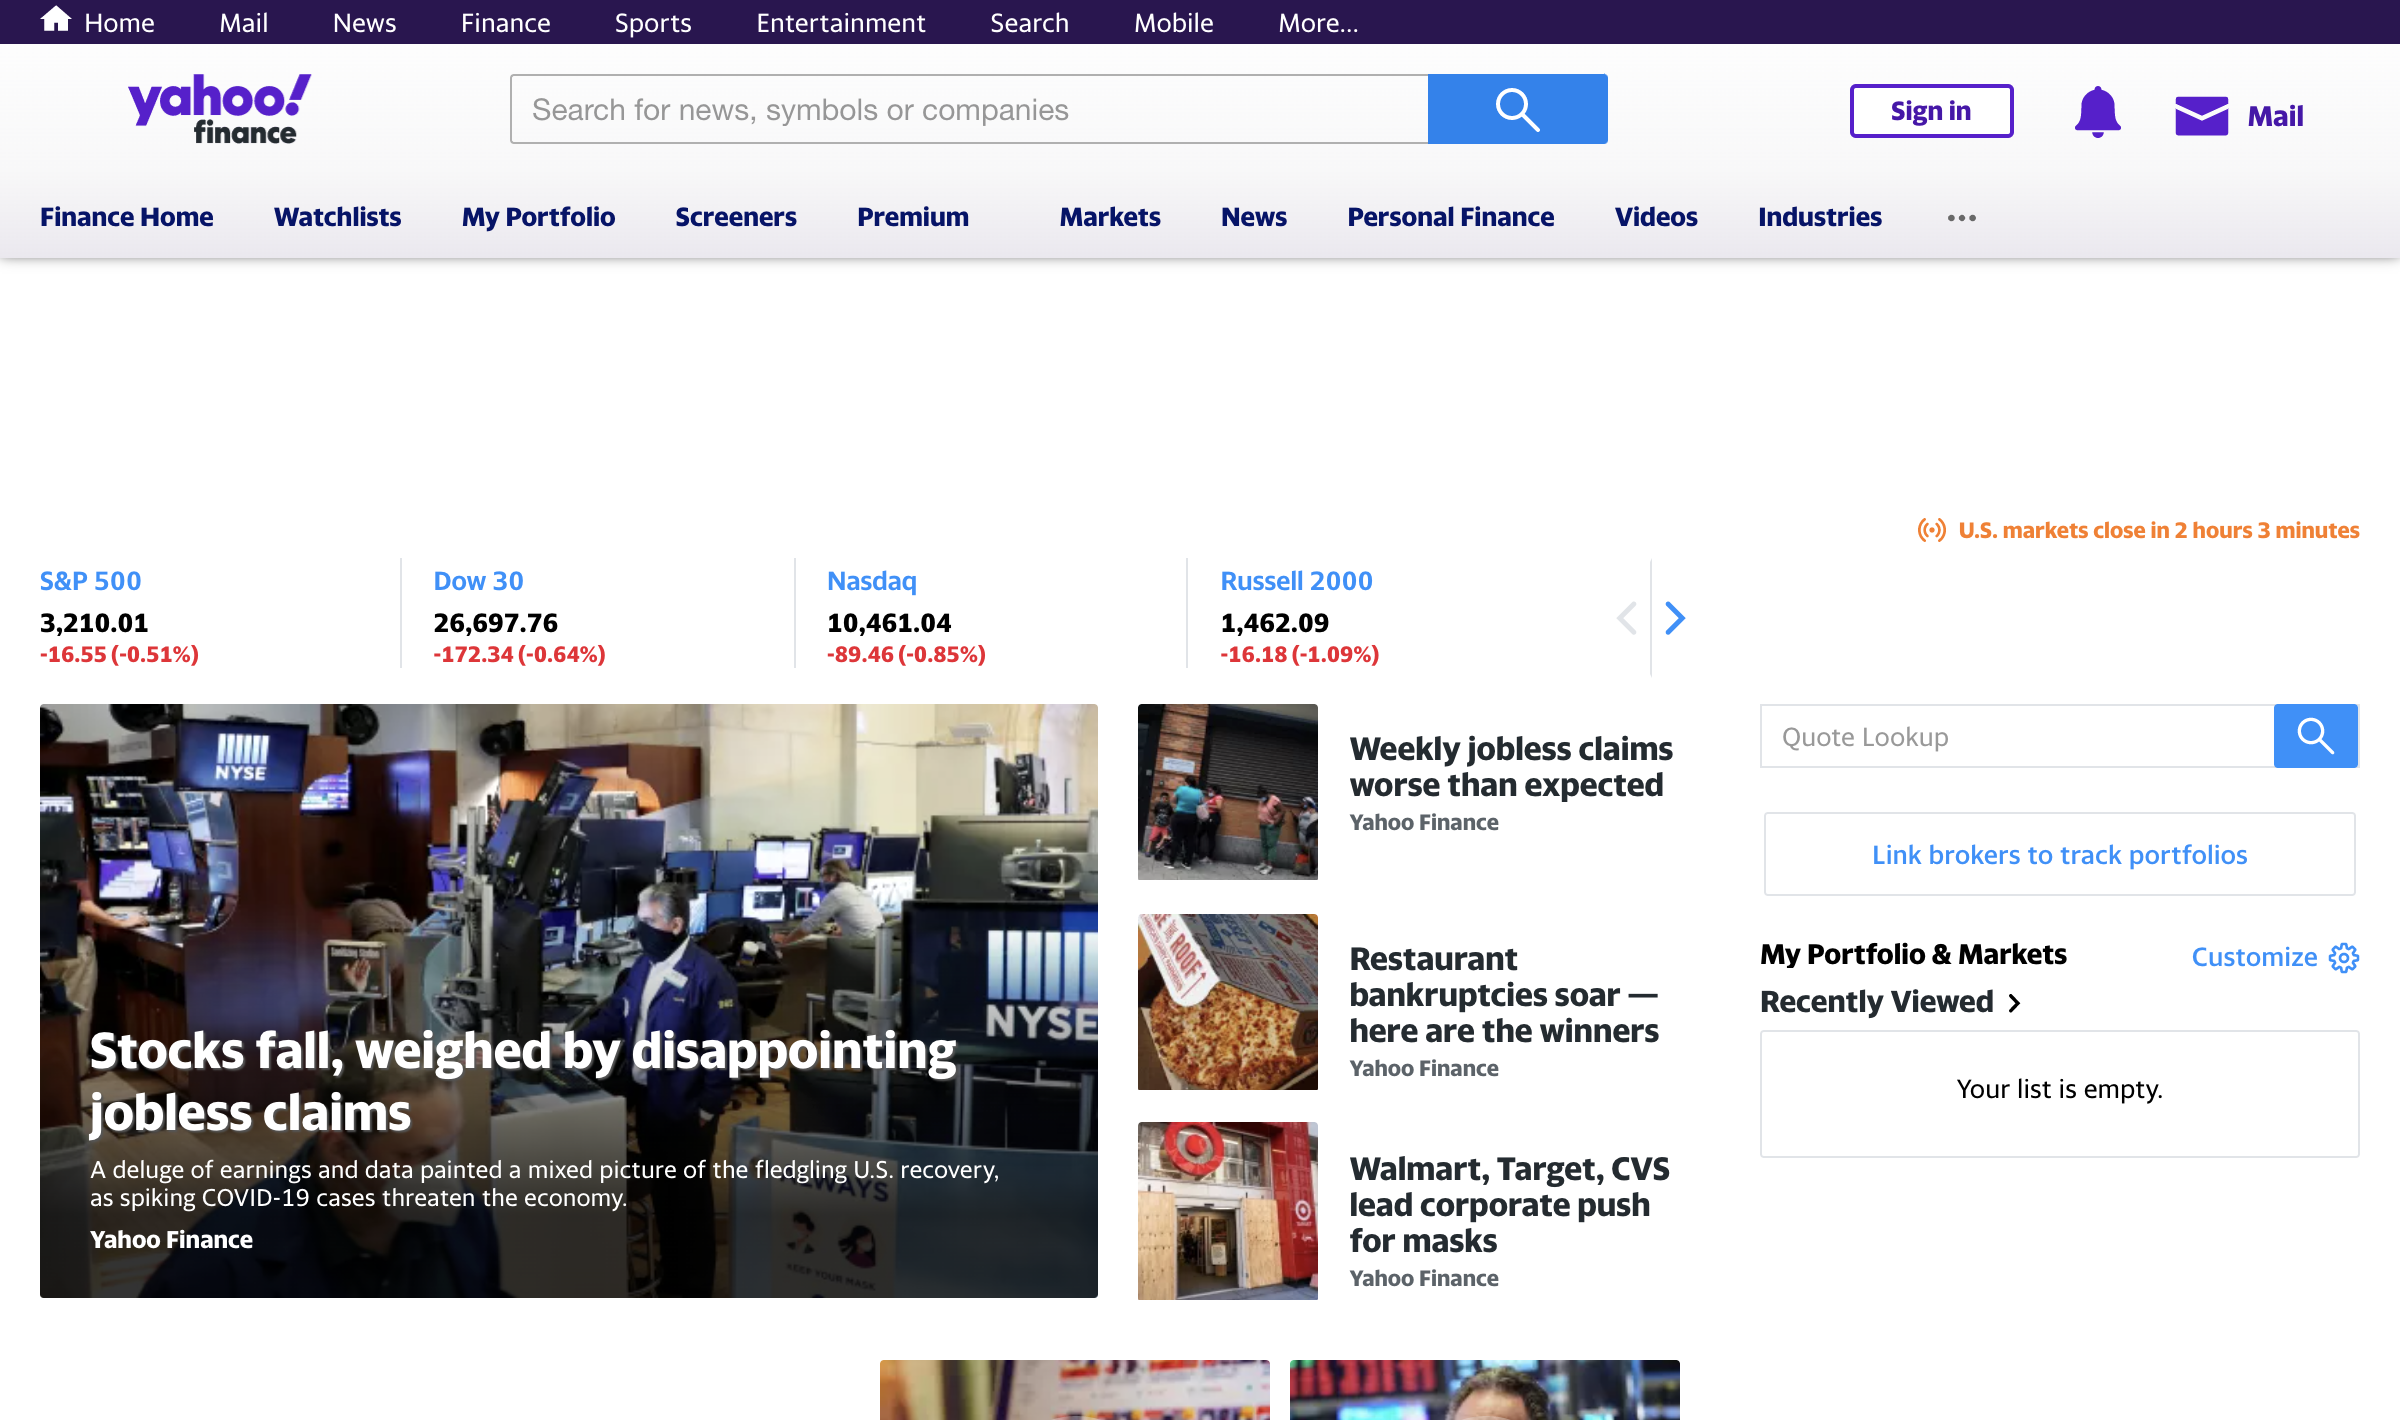 Home Mail News Finance Sports Entertainment Search Mobile More...
yahoo!
finance
Search for news, symbols or companies
Sign in
Mail
Finance Home Watchlists My Portfolio Screeners Premium Markets News Personal Finance Videos Industries
U.S. markets close in 2 hours 3 minutes
S&P 500
3,210.01
-16.55 (-0.51%)
Dow 30
26,697.76
-172.34 (-0.64%)
Nasdaq
10,461.04
-89.46 (-0.85%)
Russell 2000
1,462.09
-16.18 (-1.09%)
NYSE
NYSE
Stocks fall, weighed by disappointing
jobless claims
A deluge of earnings and data painted a mixed picture of the fledgling U.S. recovery,
as spiking COVID-19 cases threaten the economy.
Yahoo Finance
KEEP YOUR MASK
Weekly jobless claims
worse than expected
Yahoo Finance
ROOF
Restaurant
bankruptcies soar —
here are the winners
Yahoo Finance
Walmart, Target, CVS
lead corporate push
for masks
Yahoo Finance
Quote Lookup
Link brokers to track portfolios
My Portfolio & Markets
Customize
Recently Viewed
Your list is empty.